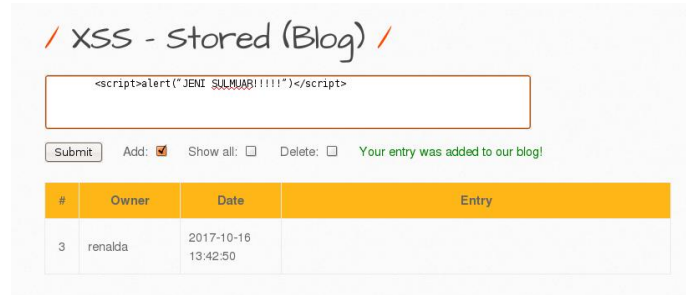 / XSS - Stored (Blog) /
<script>alert("JENI SULMUAR!!!!!")</script>
Submit Add: Show all: Delete: Your entry was added to our blog!
# Owner Date Entry
3 renalda 2017-10-16
13:42:50